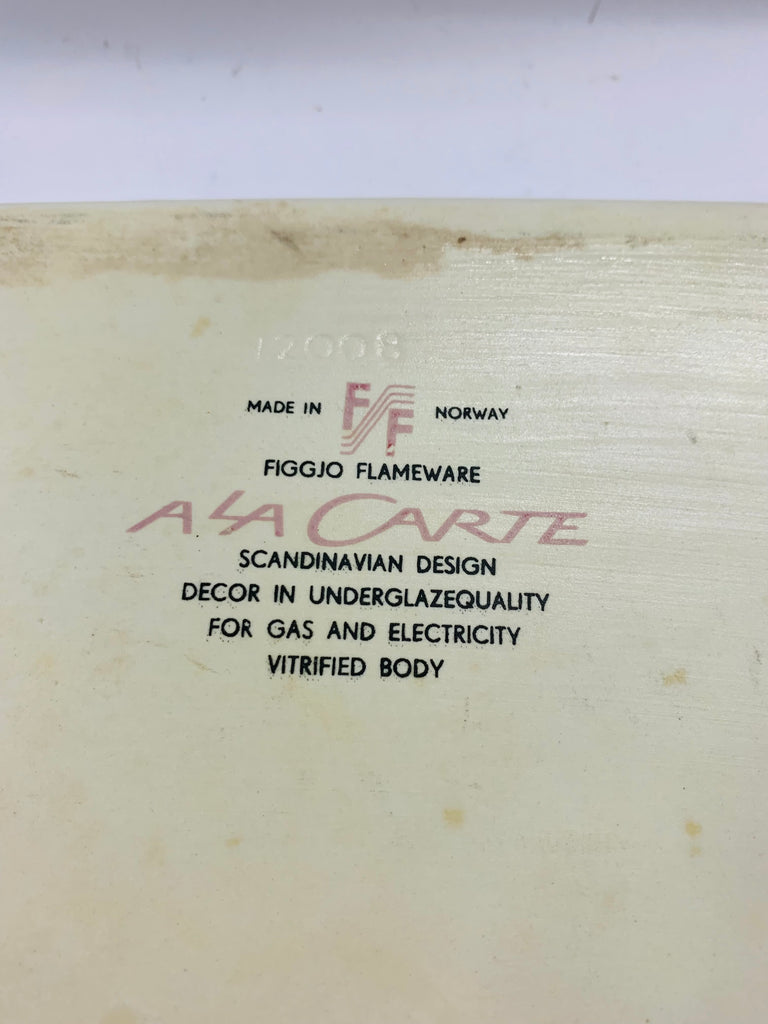 12008
MADE IN FF NORWAY
FIGGJO FLAMEWARE
A LA CARTE
SCANDINAVIAN DESIGN
DECOR IN UNDERGLAZEQUALITY
FOR GAS AND ELECTRICITY
VITRIFIED BODY